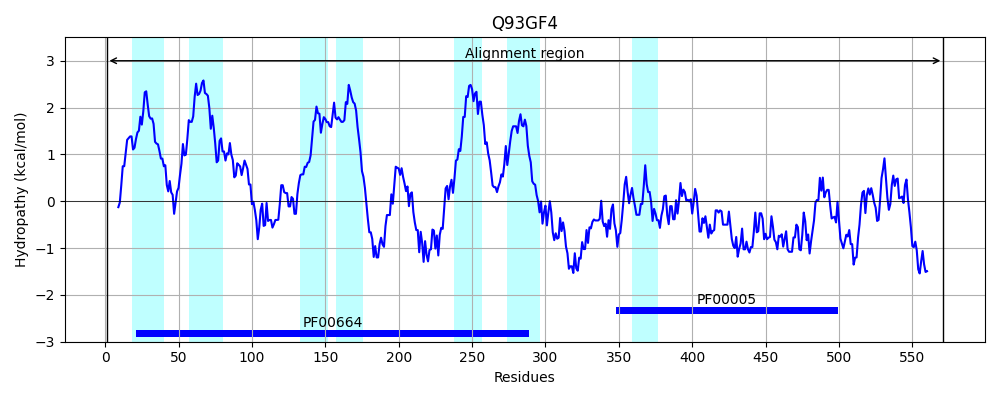 Q93GF4
Alignment region
3
2
1
0
−1
−2
−3
Hydropathy (kcal/mol)
PF00005
PF00664
0 50 100 150 200 250 300 350 400 450 500 550
Residues